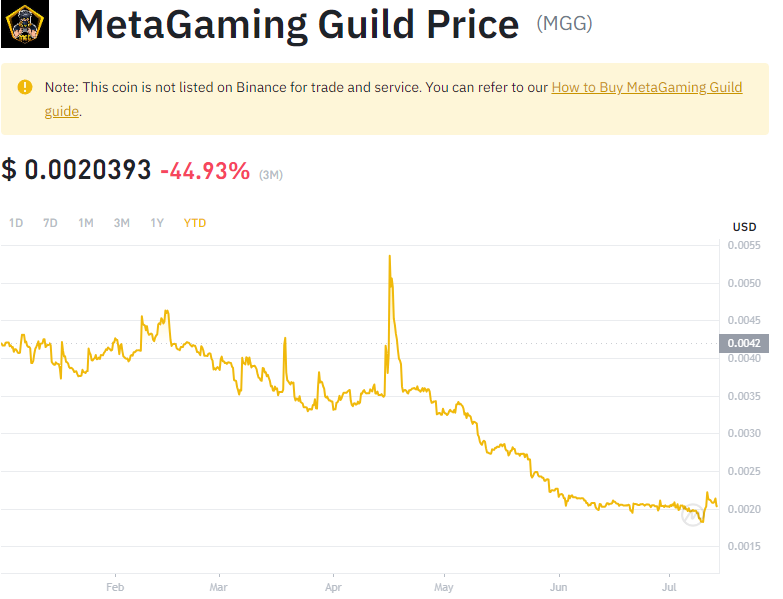 MetaGaming Guild Price (MGG)
Note: This coin is not listed on Binance for trade and service. You can refer to our How to Buy MetaGaming Guild
guide.
$ 0.0020393 -44.93% (3M)
1D 7D 1M 3M 1Y YTD
USD
0.0055
0.0050
0.0045
0.0042
0.0040
0.0035
0.0030
0.0025
0.0020
0.0015
Feb Mar Apr May Jun Jul